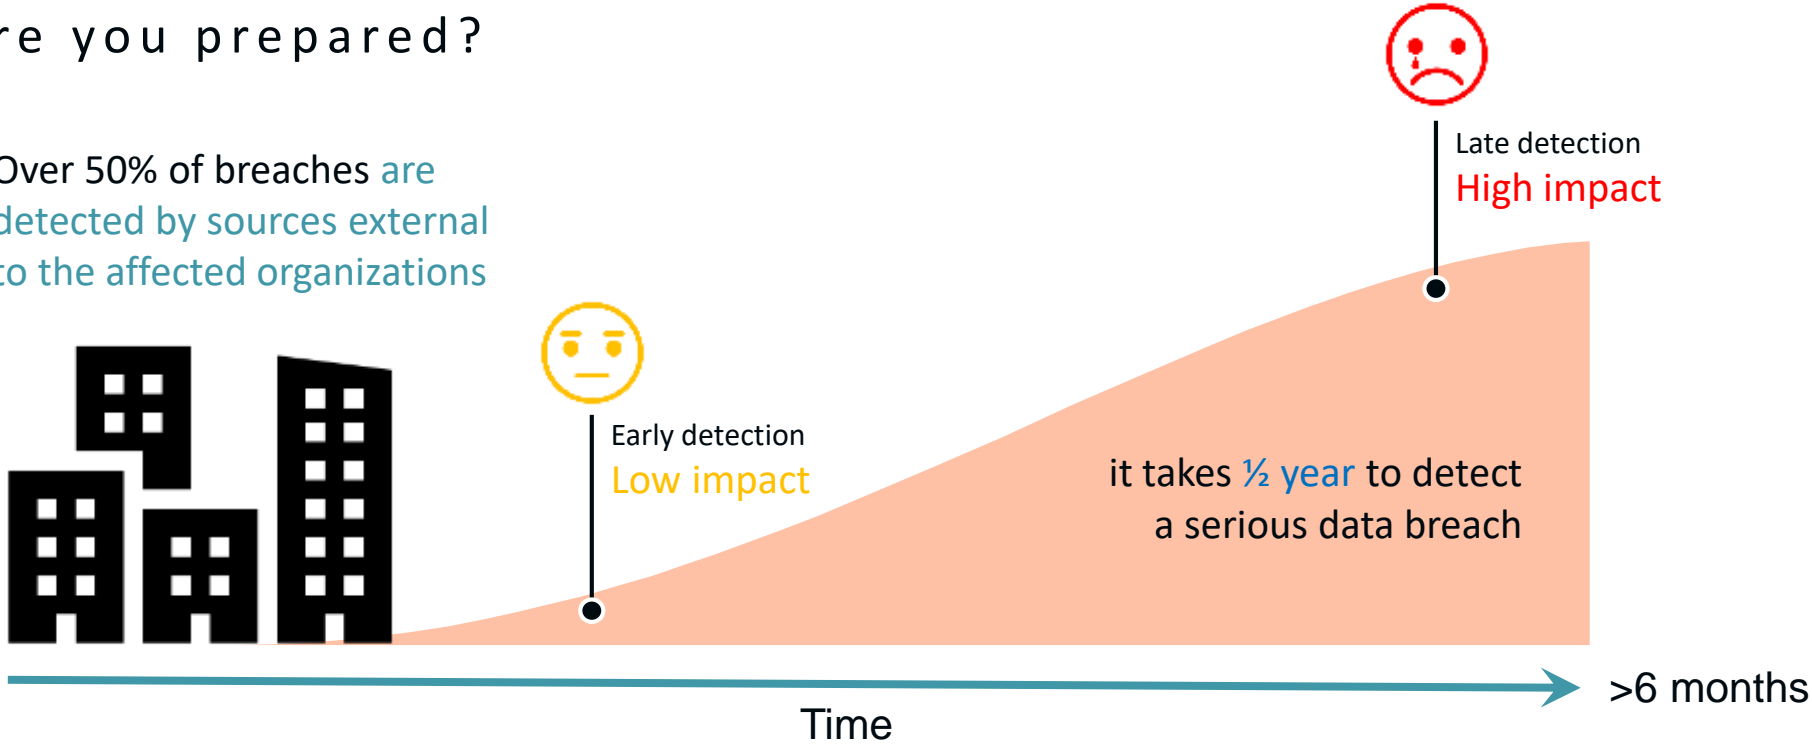 re you prepared?
Over 50% of breaches are
detected by sources external
to the affected organizations
Late detection
High impact
Early detection
Low impact
it takes ½ year to detect
a serious data breach
>6 months
Time